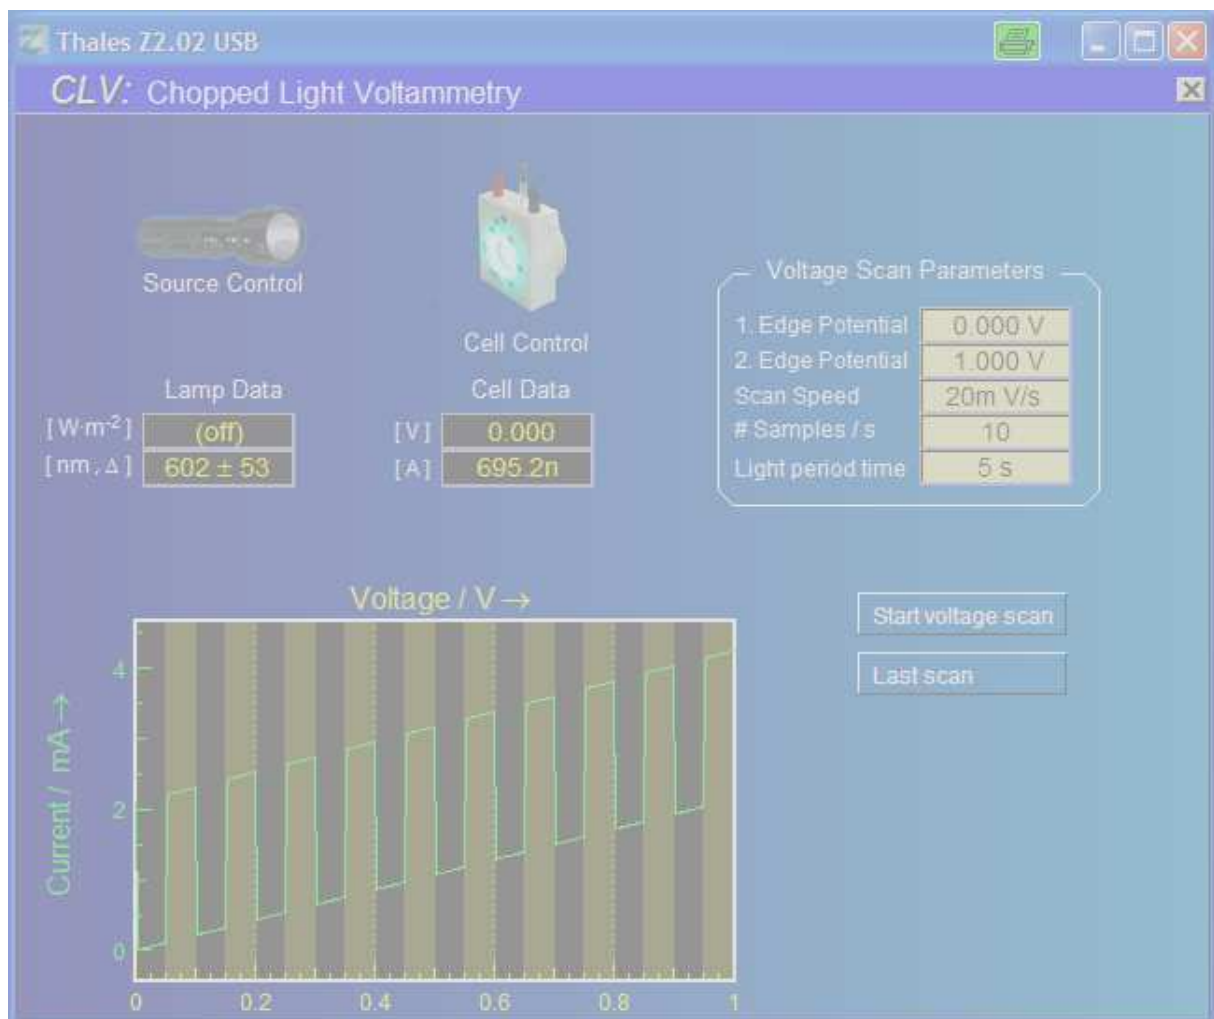 Thales Z2.02 USB
CLV: Chopped Light Voltammetry
Source Control
Cell Control
Lamp Data
[W·m-2] (off)
[nm, Δ] 602 ± 53
Cell Data
[V] 0.000
[A] 695.2n
Voltage Scan Parameters
1. Edge Potential 0.000 V
2. Edge Potential 1.000 V
Scan Speed 20m V/s
# Samples / s 10
Light period time 5 s
Start voltage scan
Last scan
Voltage / V →
Current / mA →
4
2
0
0 0.2 0.4 0.6 0.8 1